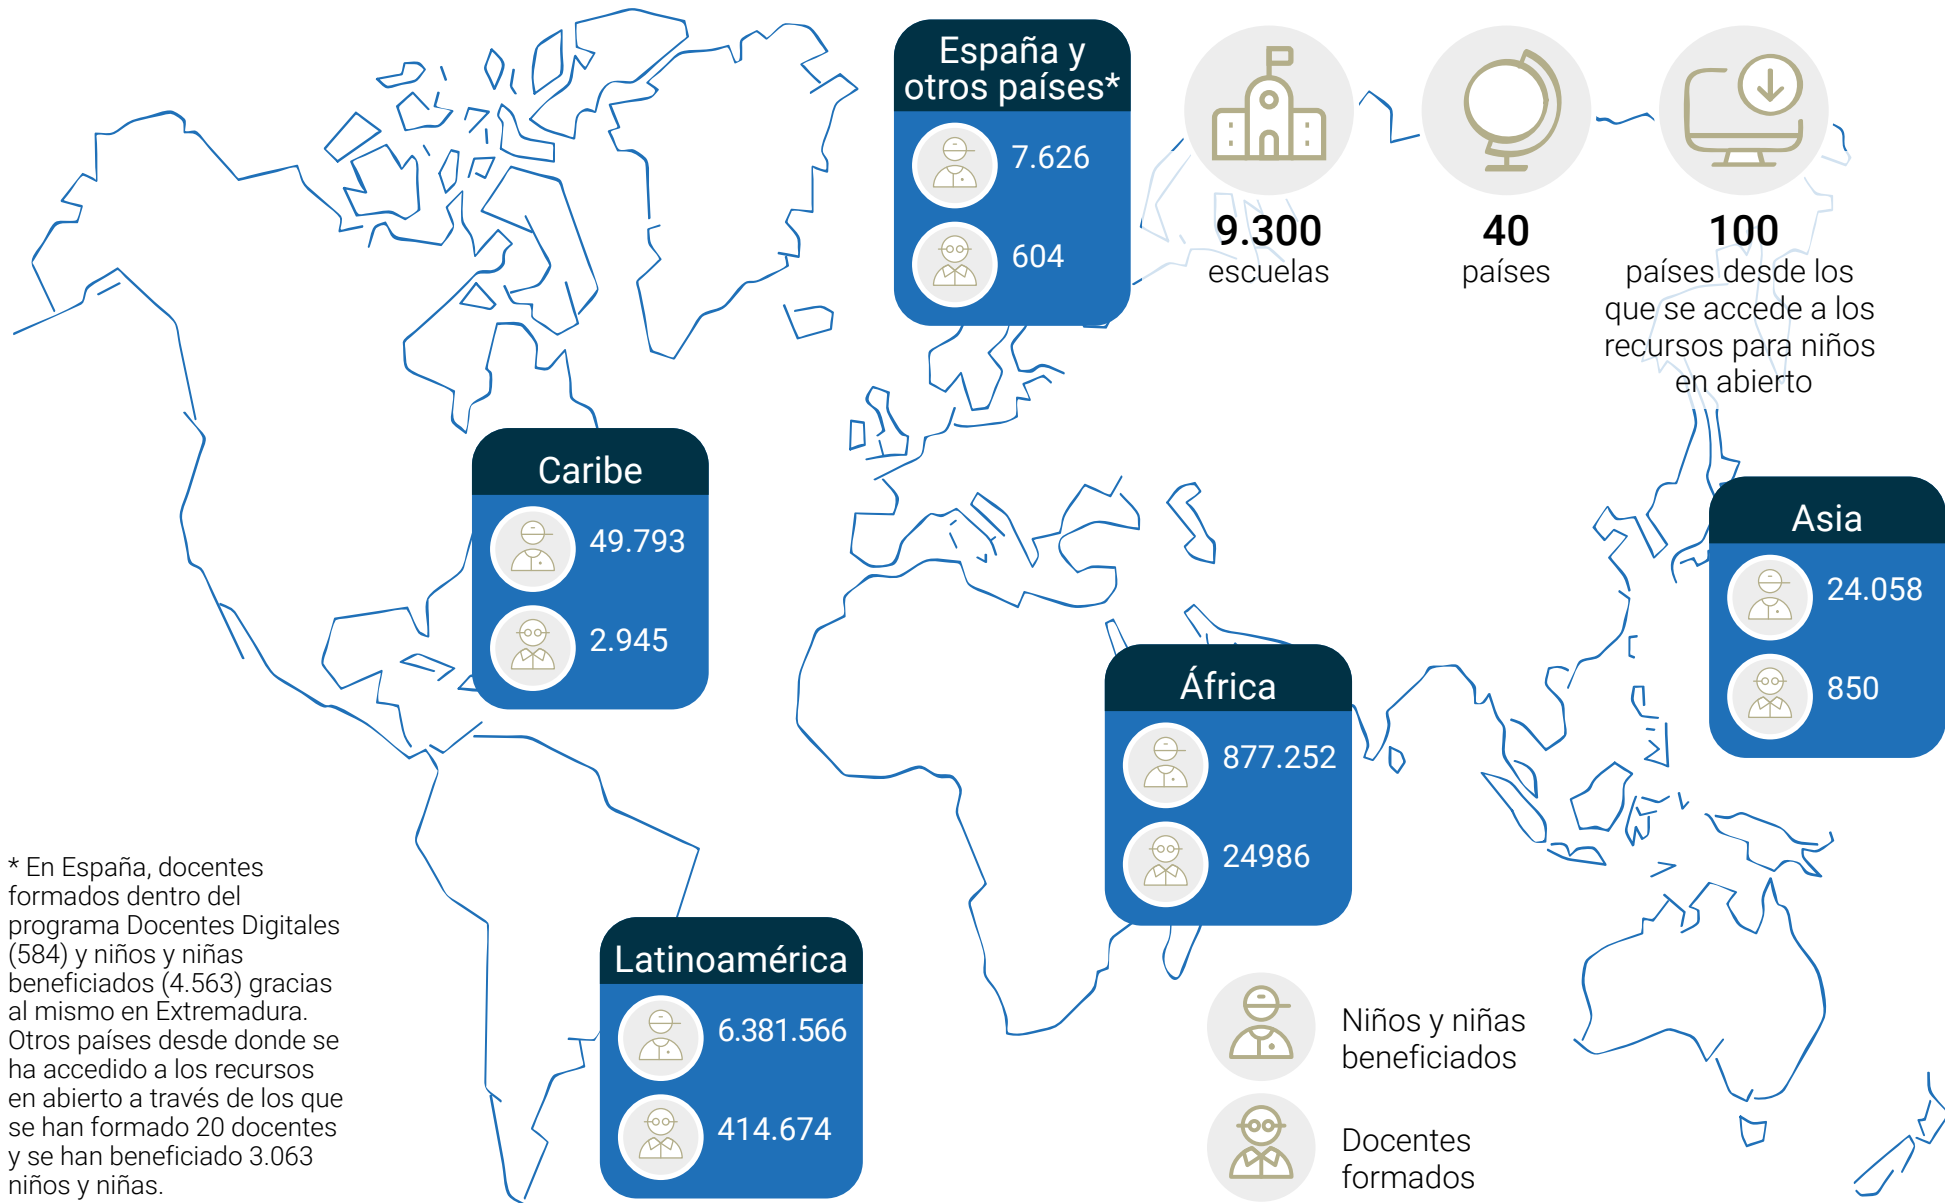 España y
otros países*
7.626
604
9.300
escuelas
40
países
100
países desde los
que se accede a los
recursos para niños
en abierto
Caribe
49.793
2.945
Asia
24.058
850
África
877.252
24986
Latinoamérica
6.381.566
414.674
* En España, docentes
formados dentro del
programa Docentes Digitales
(584) y niños y niñas
beneficiados (4.563) gracias
al mismo en Extremadura.
Otros países desde donde se
ha accedido a los recursos
en abierto a través de los que
se han formado 20 docentes
y se han beneficiado 3.063
niños y niñas.
Niños y niñas
beneficiados
Docentes
formados